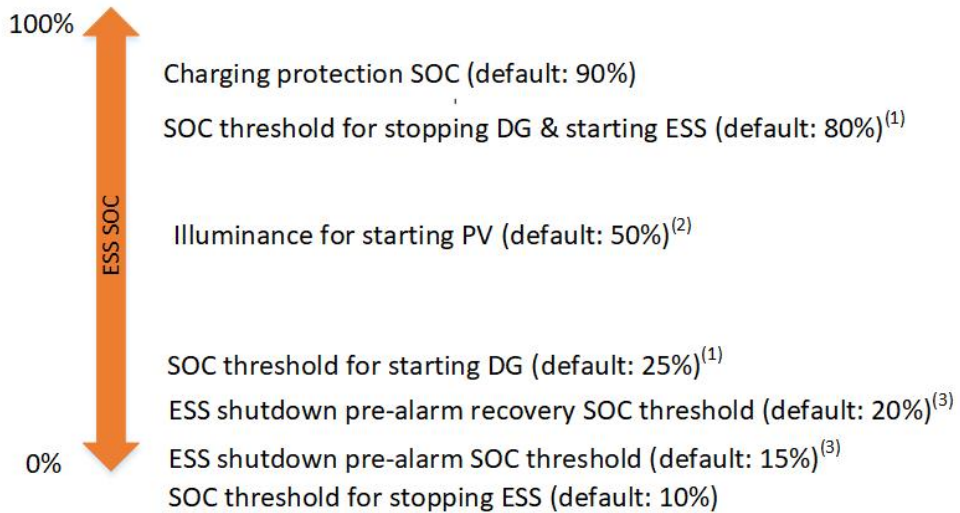 100%
Charging protection SOC (default: 90%)
SOC threshold for stopping DG & starting ESS (default: 80%)(1)
ESS SOC
Illuminance for starting PV (default: 50%)(2)
SOC threshold for starting DG (default: 25%)(1)
ESS shutdown pre-alarm recovery SOC threshold (default: 20%)(3)
0%
ESS shutdown pre-alarm SOC threshold (default: 15%)(3)
SOC threshold for stopping ESS (default: 10%)